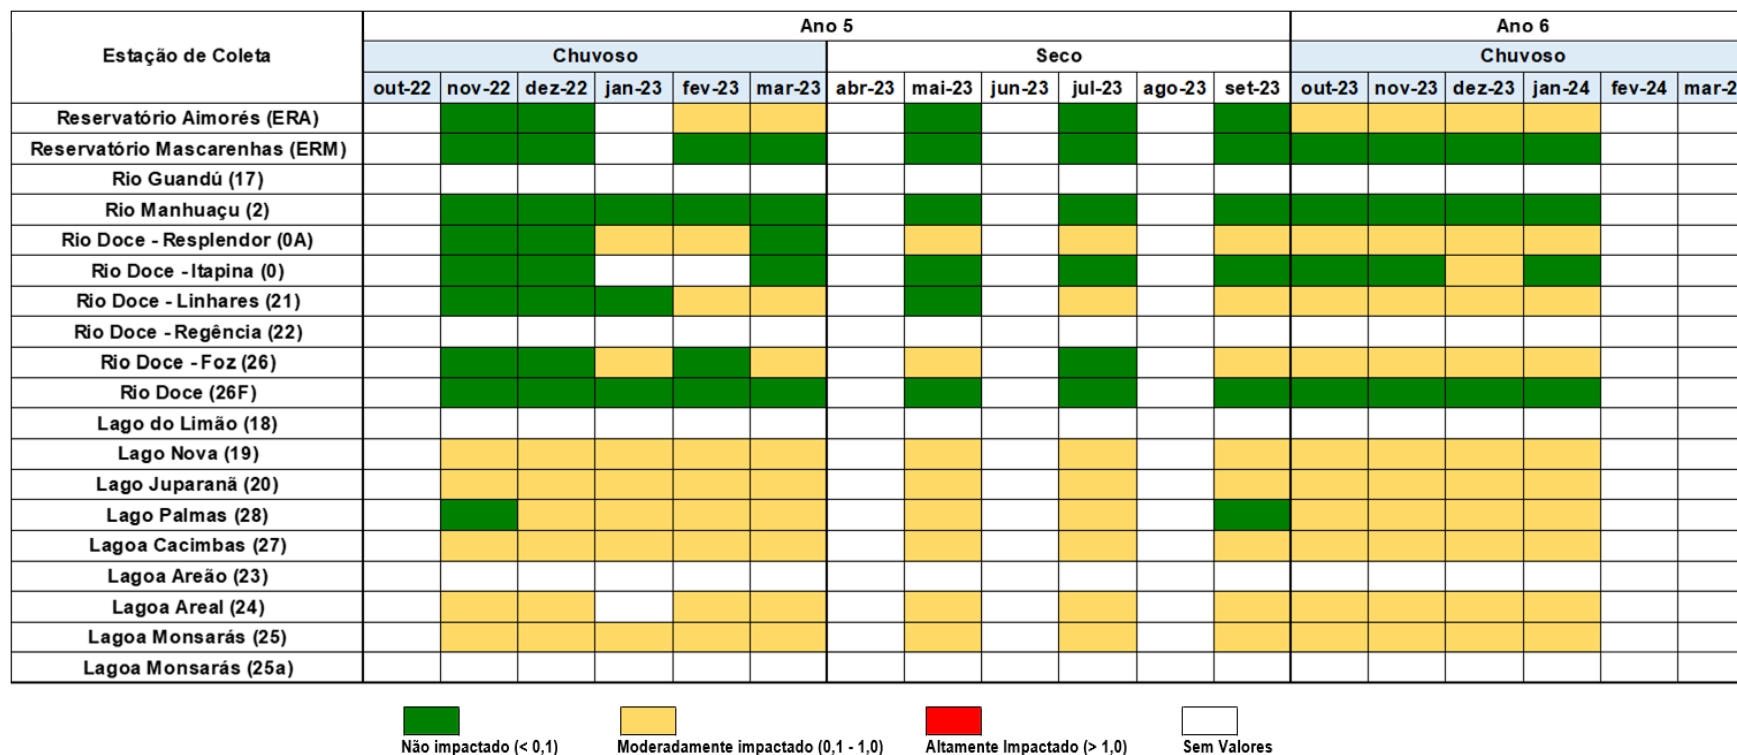 Estação de Coleta
Ano 5
Ano 6
Chuvoso
Seco
Chuvoso
out-22 nov-22 dez-22 jan-23 fev-23 mar-23 abr-23 mai-23 jun-23 jul-23 ago-23 set-23 out-23 nov-23 dez-23 jan-24 fev-24 mar-2
Reservatório Aimorés (ERA)
Reservatório Mascarenhas (ERM)
Rio Guandú (17)
Rio Manhuaçu (2)
Rio Doce - Resplendor (0A)
Rio Doce - Itapina (0)
Rio Doce - Linhares (21)
Rio Doce - Regência (22)
Rio Doce - Foz (26)
Rio Doce (26F)
Lago do Limão (18)
Lago Nova (19)
Lago Juparanã (20)
Lago Palmas (28)
Lagoa Cacimbas (27)
Lagoa Areão (23)
Lagoa Areal (24)
Lagoa Monsarás (25)
Lagoa Monsarás (25a)
Não impactado (< 0,1) Moderadamente impactado (0,1 - 1,0) Altamente Impactado (> 1,0) Sem Valores